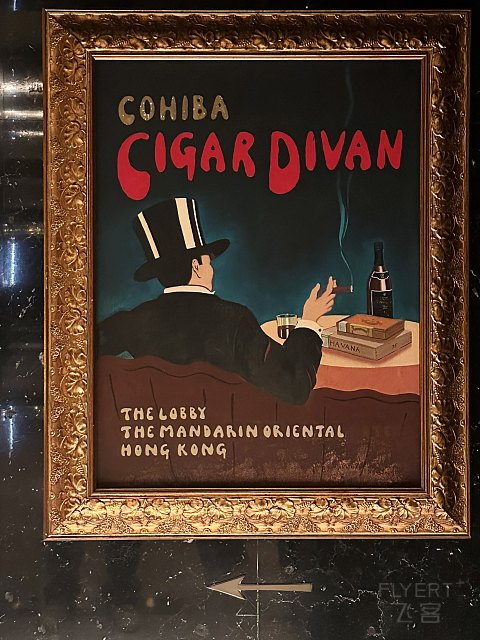 COHIBA
CIGAR DIVAN
HAVANA
THE LOBBY
THE MANDARIN ORIENTAL
HONG KONG
FLYERT
飞客